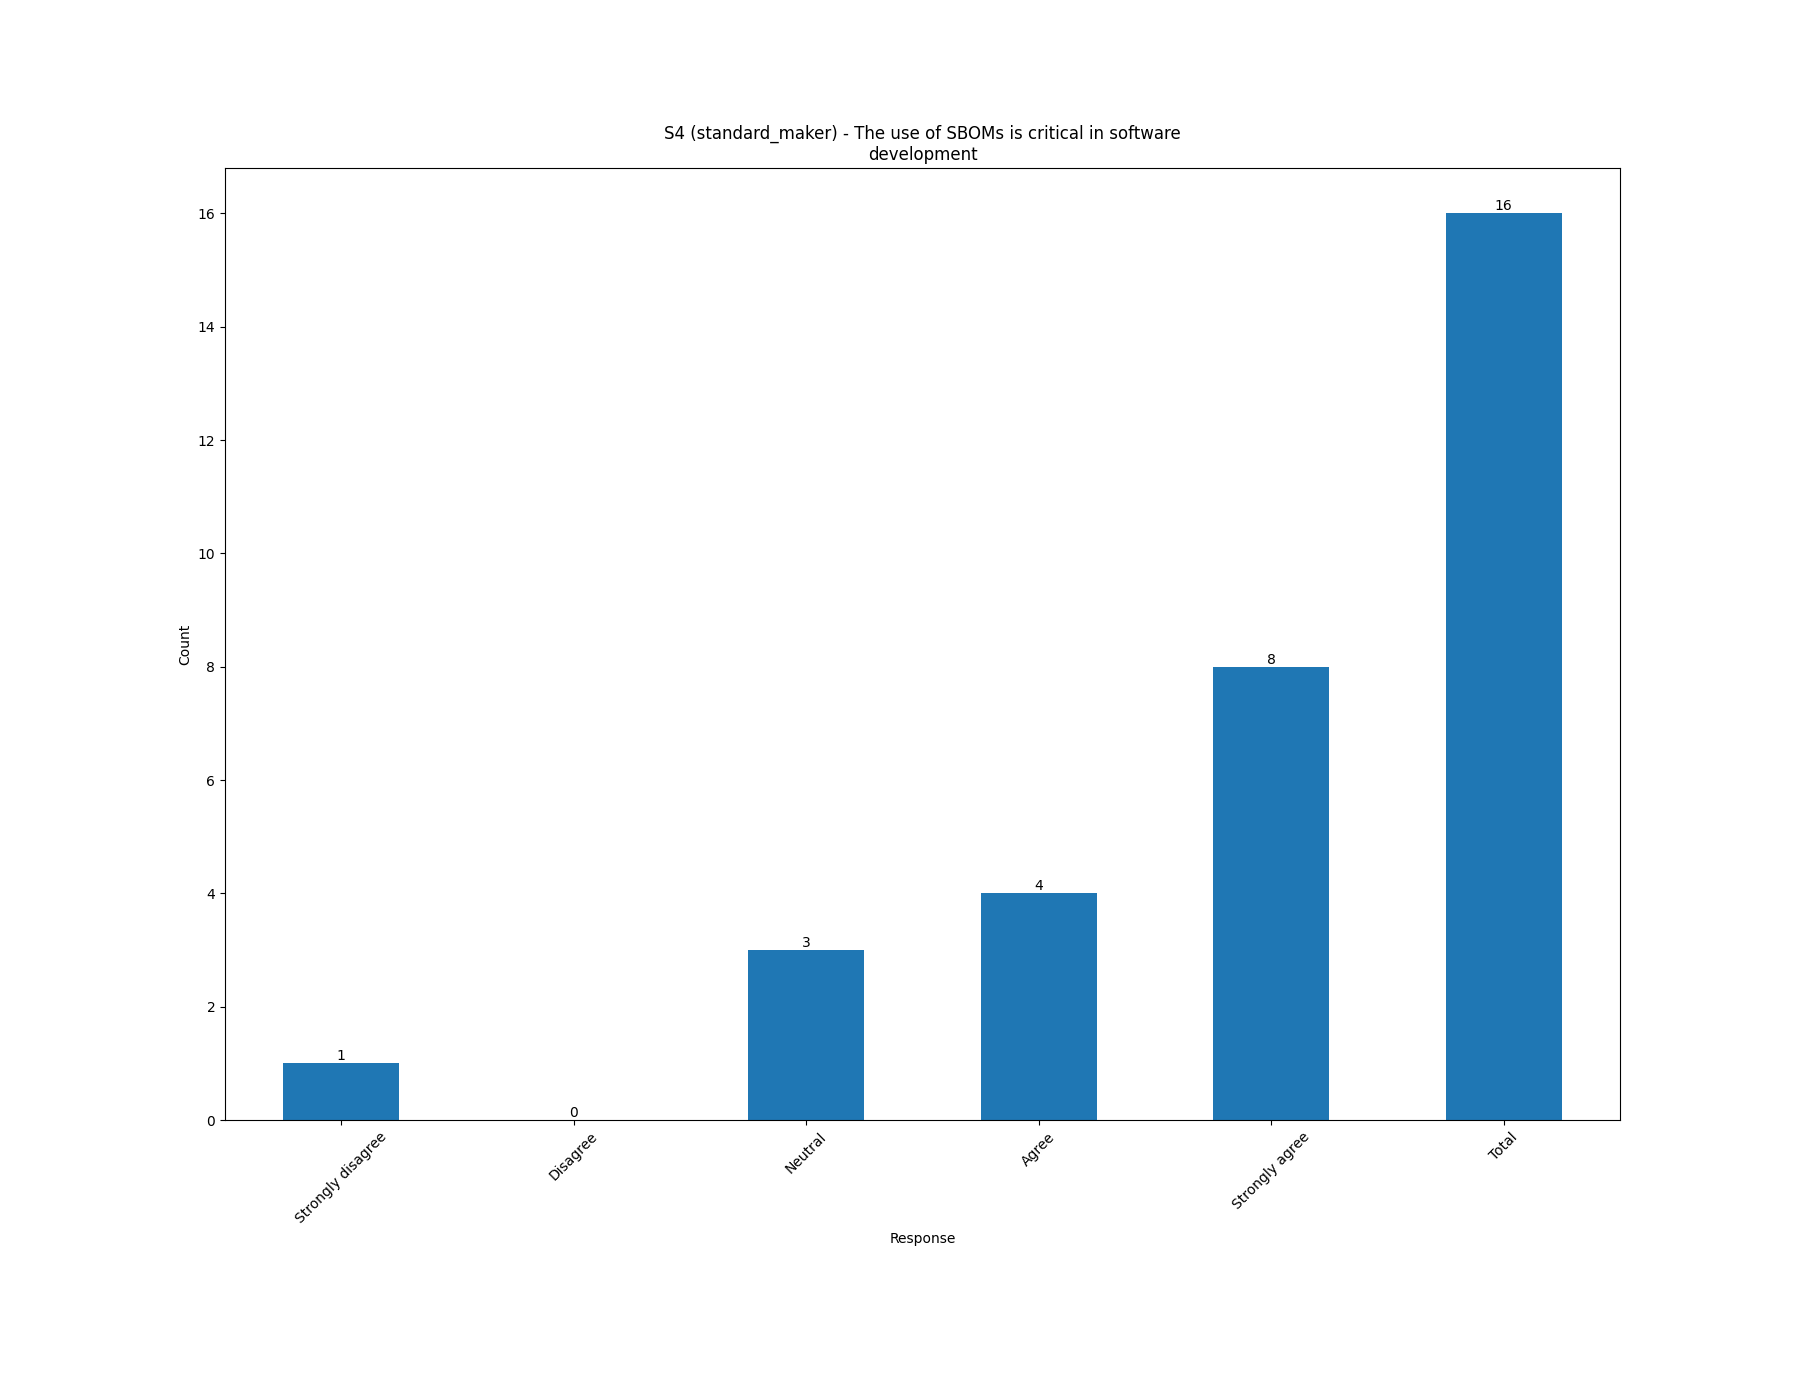 S4 (standard_maker) - The use of SBOMs is critical in software
development
16
14
12
10
8
6
4
2
0
Count
1
0
3
4
8
16
Strongly disagree
Disagree
Neutral
Agree
Strongly agree
Total
Response